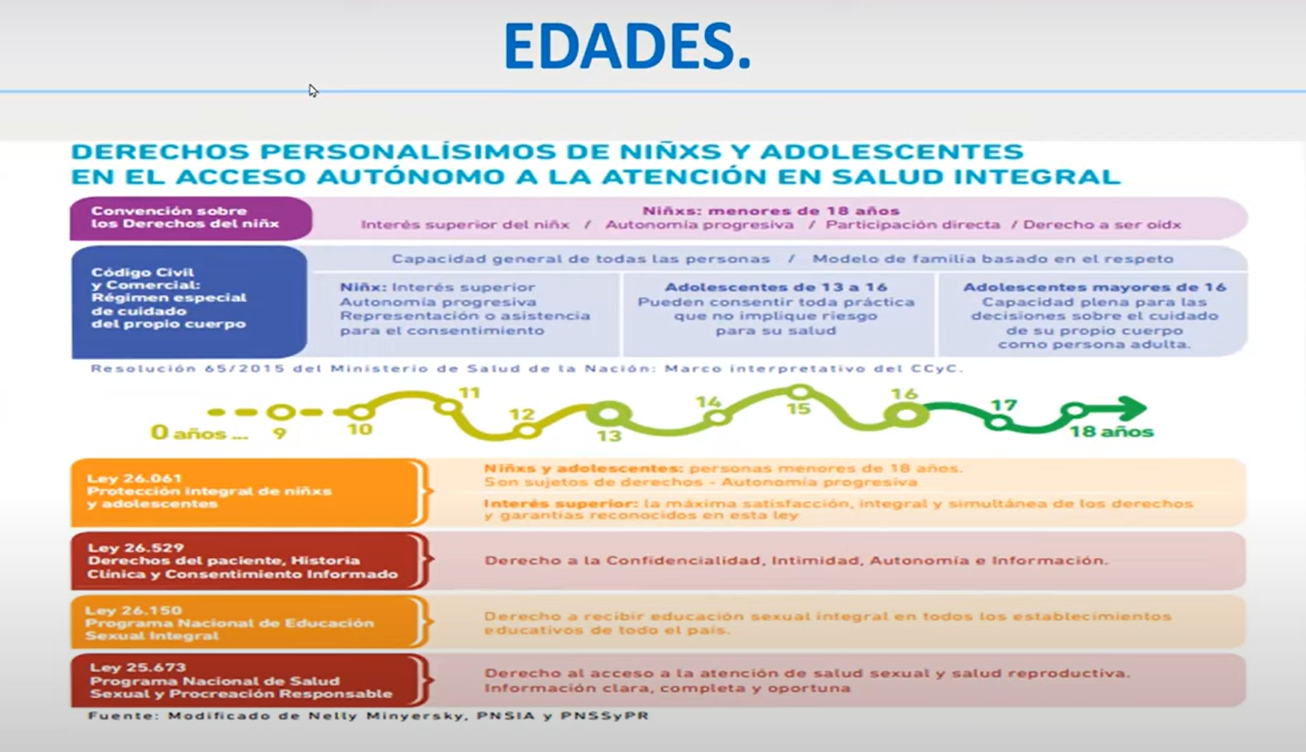 EDADES.
DERECHOS PERSONALÍSIMOS DE NIÑXS Y ADOLESCENTES
EN EL ACCESO AUTÓNOMO A LA ATENCIÓN EN SALUD INTEGRAL
Convención sobre
los Derechos del niñx
Niñxs: menores de 18 años
Interés superior del niñx / Autonomía progresiva / Participación directa / Derecho a ser oídx
Código Civil
y Comercial:
Régimen especial
de cuidado
del propio cuerpo
Capacidad general de todas las personas / Modelo de familia basado en el respeto
Niñx: Interés superior
Autonomía progresiva
Representación o asistencia
para el consentimiento
Adolescentes de 13 a 16
Pueden consentir toda práctica
que no implique riesgo
para su salud
Adolescentes mayores de 16
Capacidad plena para las
decisiones sobre el cuidado
de su propio cuerpo
como persona adulta.
Resolución 65/2015 del Ministerio de Salud de la Nación: Marco interpretativo del CCyC.
0 años ... 9 10 11 12 13 14 15 16 17 18 años
Ley 26.061
Protección integral de niñxs
y adolescentes
Niñxs y adolescentes: personas menores de 18 años.
Son sujetos de derechos - Autonomía progresiva
Interés superior: la máxima satisfacción, integral y simultánea de los derechos
y garantías reconocidos en esta ley
Ley 26.529
Derechos del paciente, Historia
Clínica y Consentimiento Informado
Derecho a la Confidencialidad, Intimidad, Autonomía e Información.
Ley 26.150
Programa Nacional de Educación
Sexual Integral
Derecho a recibir educación sexual integral en todos los establecimientos
educativos de todo el país.
Ley 25.673
Programa Nacional de Salud
Sexual y Procreación Responsable
Derecho al acceso a la atención de salud sexual y salud reproductiva.
Información clara, completa y oportuna
Fuente: Modificado de Nelly Minyersky, PNSIA y PNSSyPR